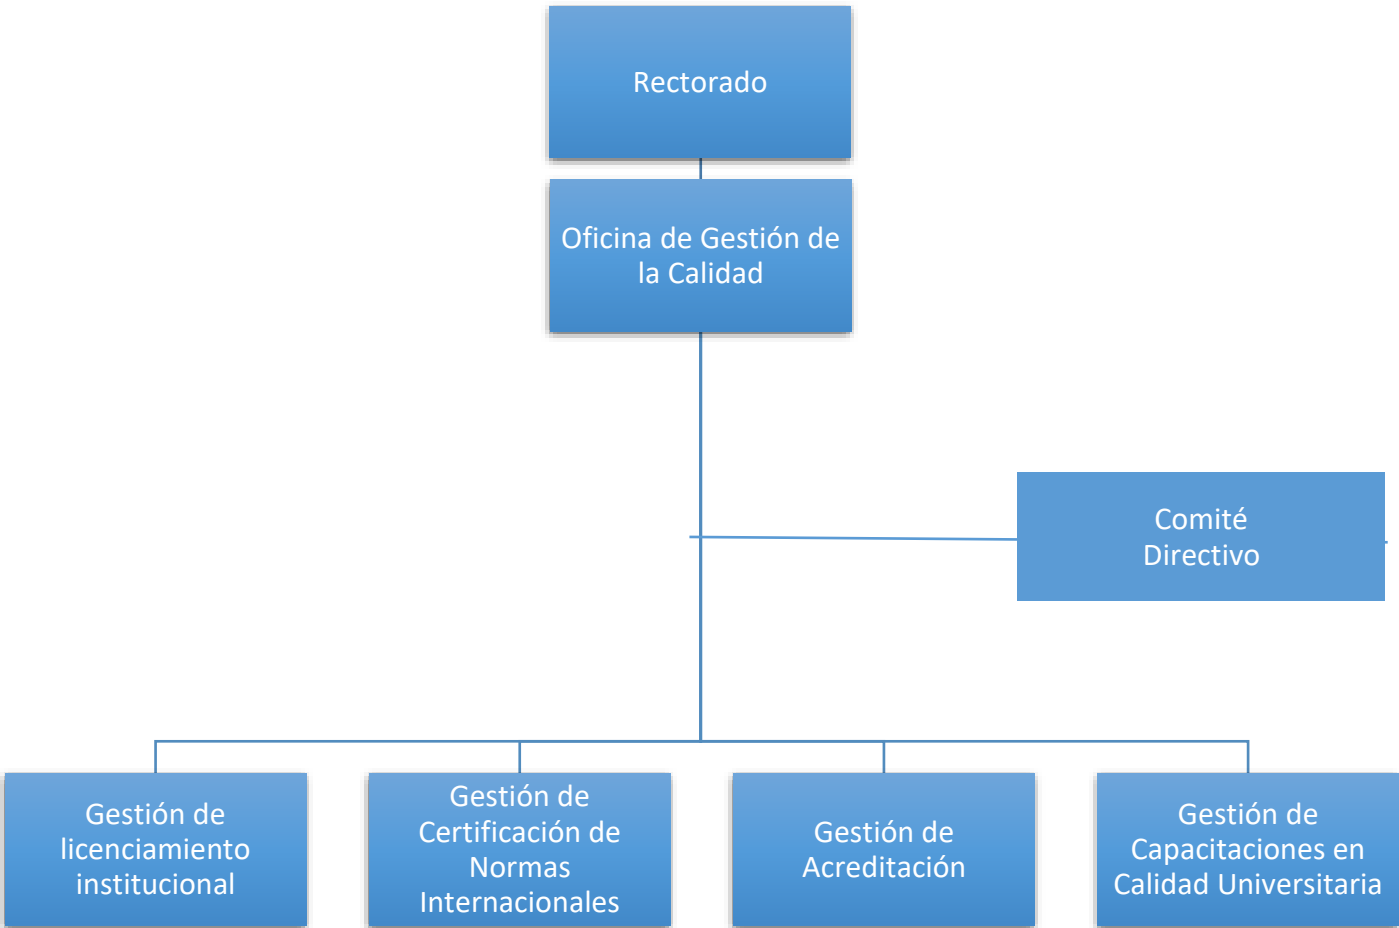 Rectorado
Oficina de Gestión de
la Calidad
Comité
Directivo
Gestión de
licenciamiento
institucional
Gestión de
Certificación de
Normas
Internacionales
Gestión de
Acreditación
Gestión de
Capacitaciones en
Calidad Universitaria